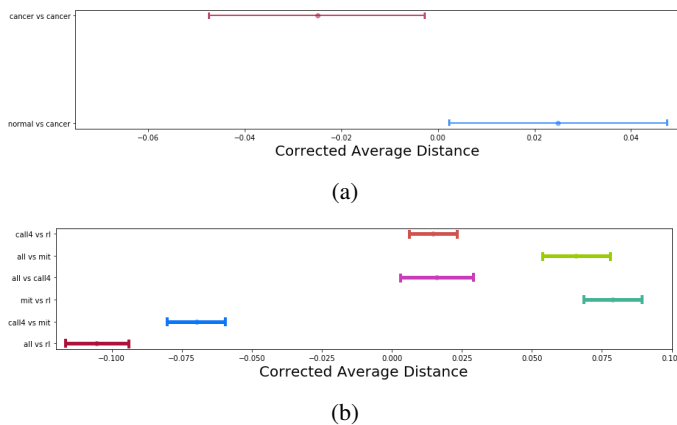 cancer vs cancer
normal vs cancer
−0.06 −0.04 −0.02 0.00 0.02 0.04
Corrected Average Distance
(a)
call4 vs rl
all vs mit
all vs call4
mit vs rl
call4 vs mit
all vs rl
−0.100 −0.075 −0.050 −0.025 0.000 0.025 0.050 0.075 0.10
Corrected Average Distance
(b)